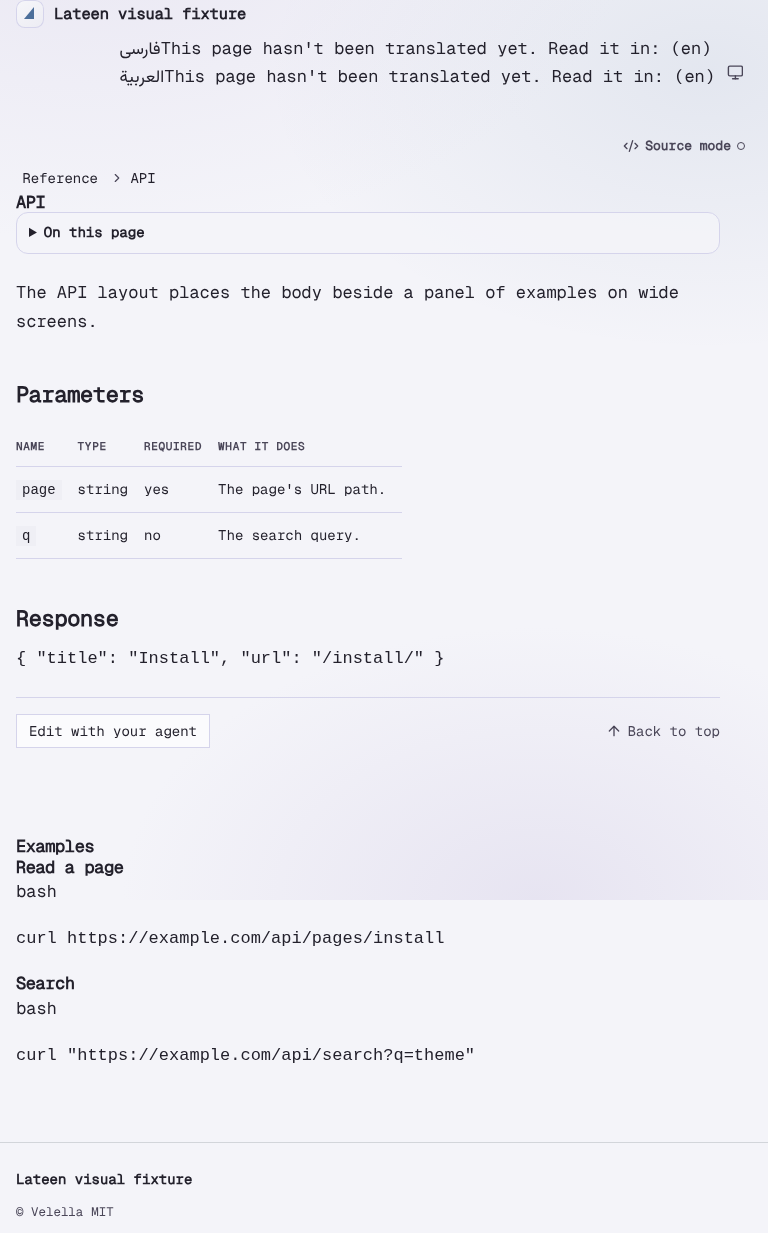 Lateen visual fixture
فارسیThis page hasn't been translated yet. Read it in: (en)
العربيةThis page hasn't been translated yet. Read it in: (en)
</> Source mode
Reference > API
API
On this page
The API layout places the body beside a panel of examples on wide
screens.
Parameters
NAME TYPE REQUIRED WHAT IT DOES
page string yes The page's URL path.
q string no The search query.
Response
{ "title": "Install", "url": "/install/" }
Edit with your agent ↑ Back to top
Examples
Read a page
bash
curl https://example.com/api/pages/install
Search
bash
curl "https://example.com/api/search?q=theme"
Lateen visual fixture
© Velella MIT